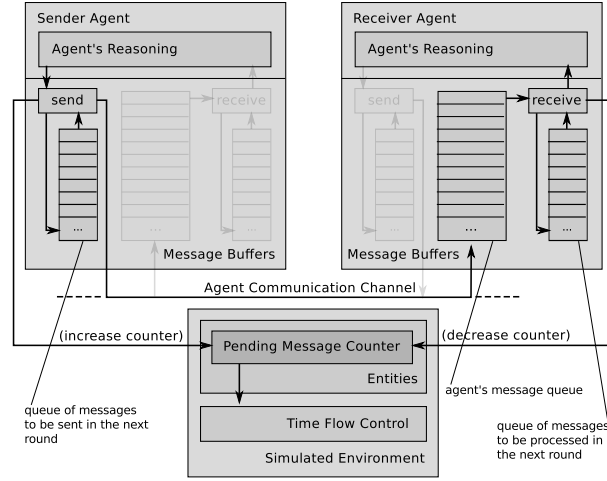 Sender Agent
Receiver Agent
Agent's Reasoning
Agent's Reasoning
send
receive
send
receive
...
...
...
...
...
...
Message Buffers
Message Buffers
Agent Communication Channel
(increase counter)
Pending Message Counter
(decrease counter)
Entities
agent's message queue
queue of messages
to be sent in the next
round
Time Flow Control
queue of messages
to be processed in
the next round
Simulated Environment